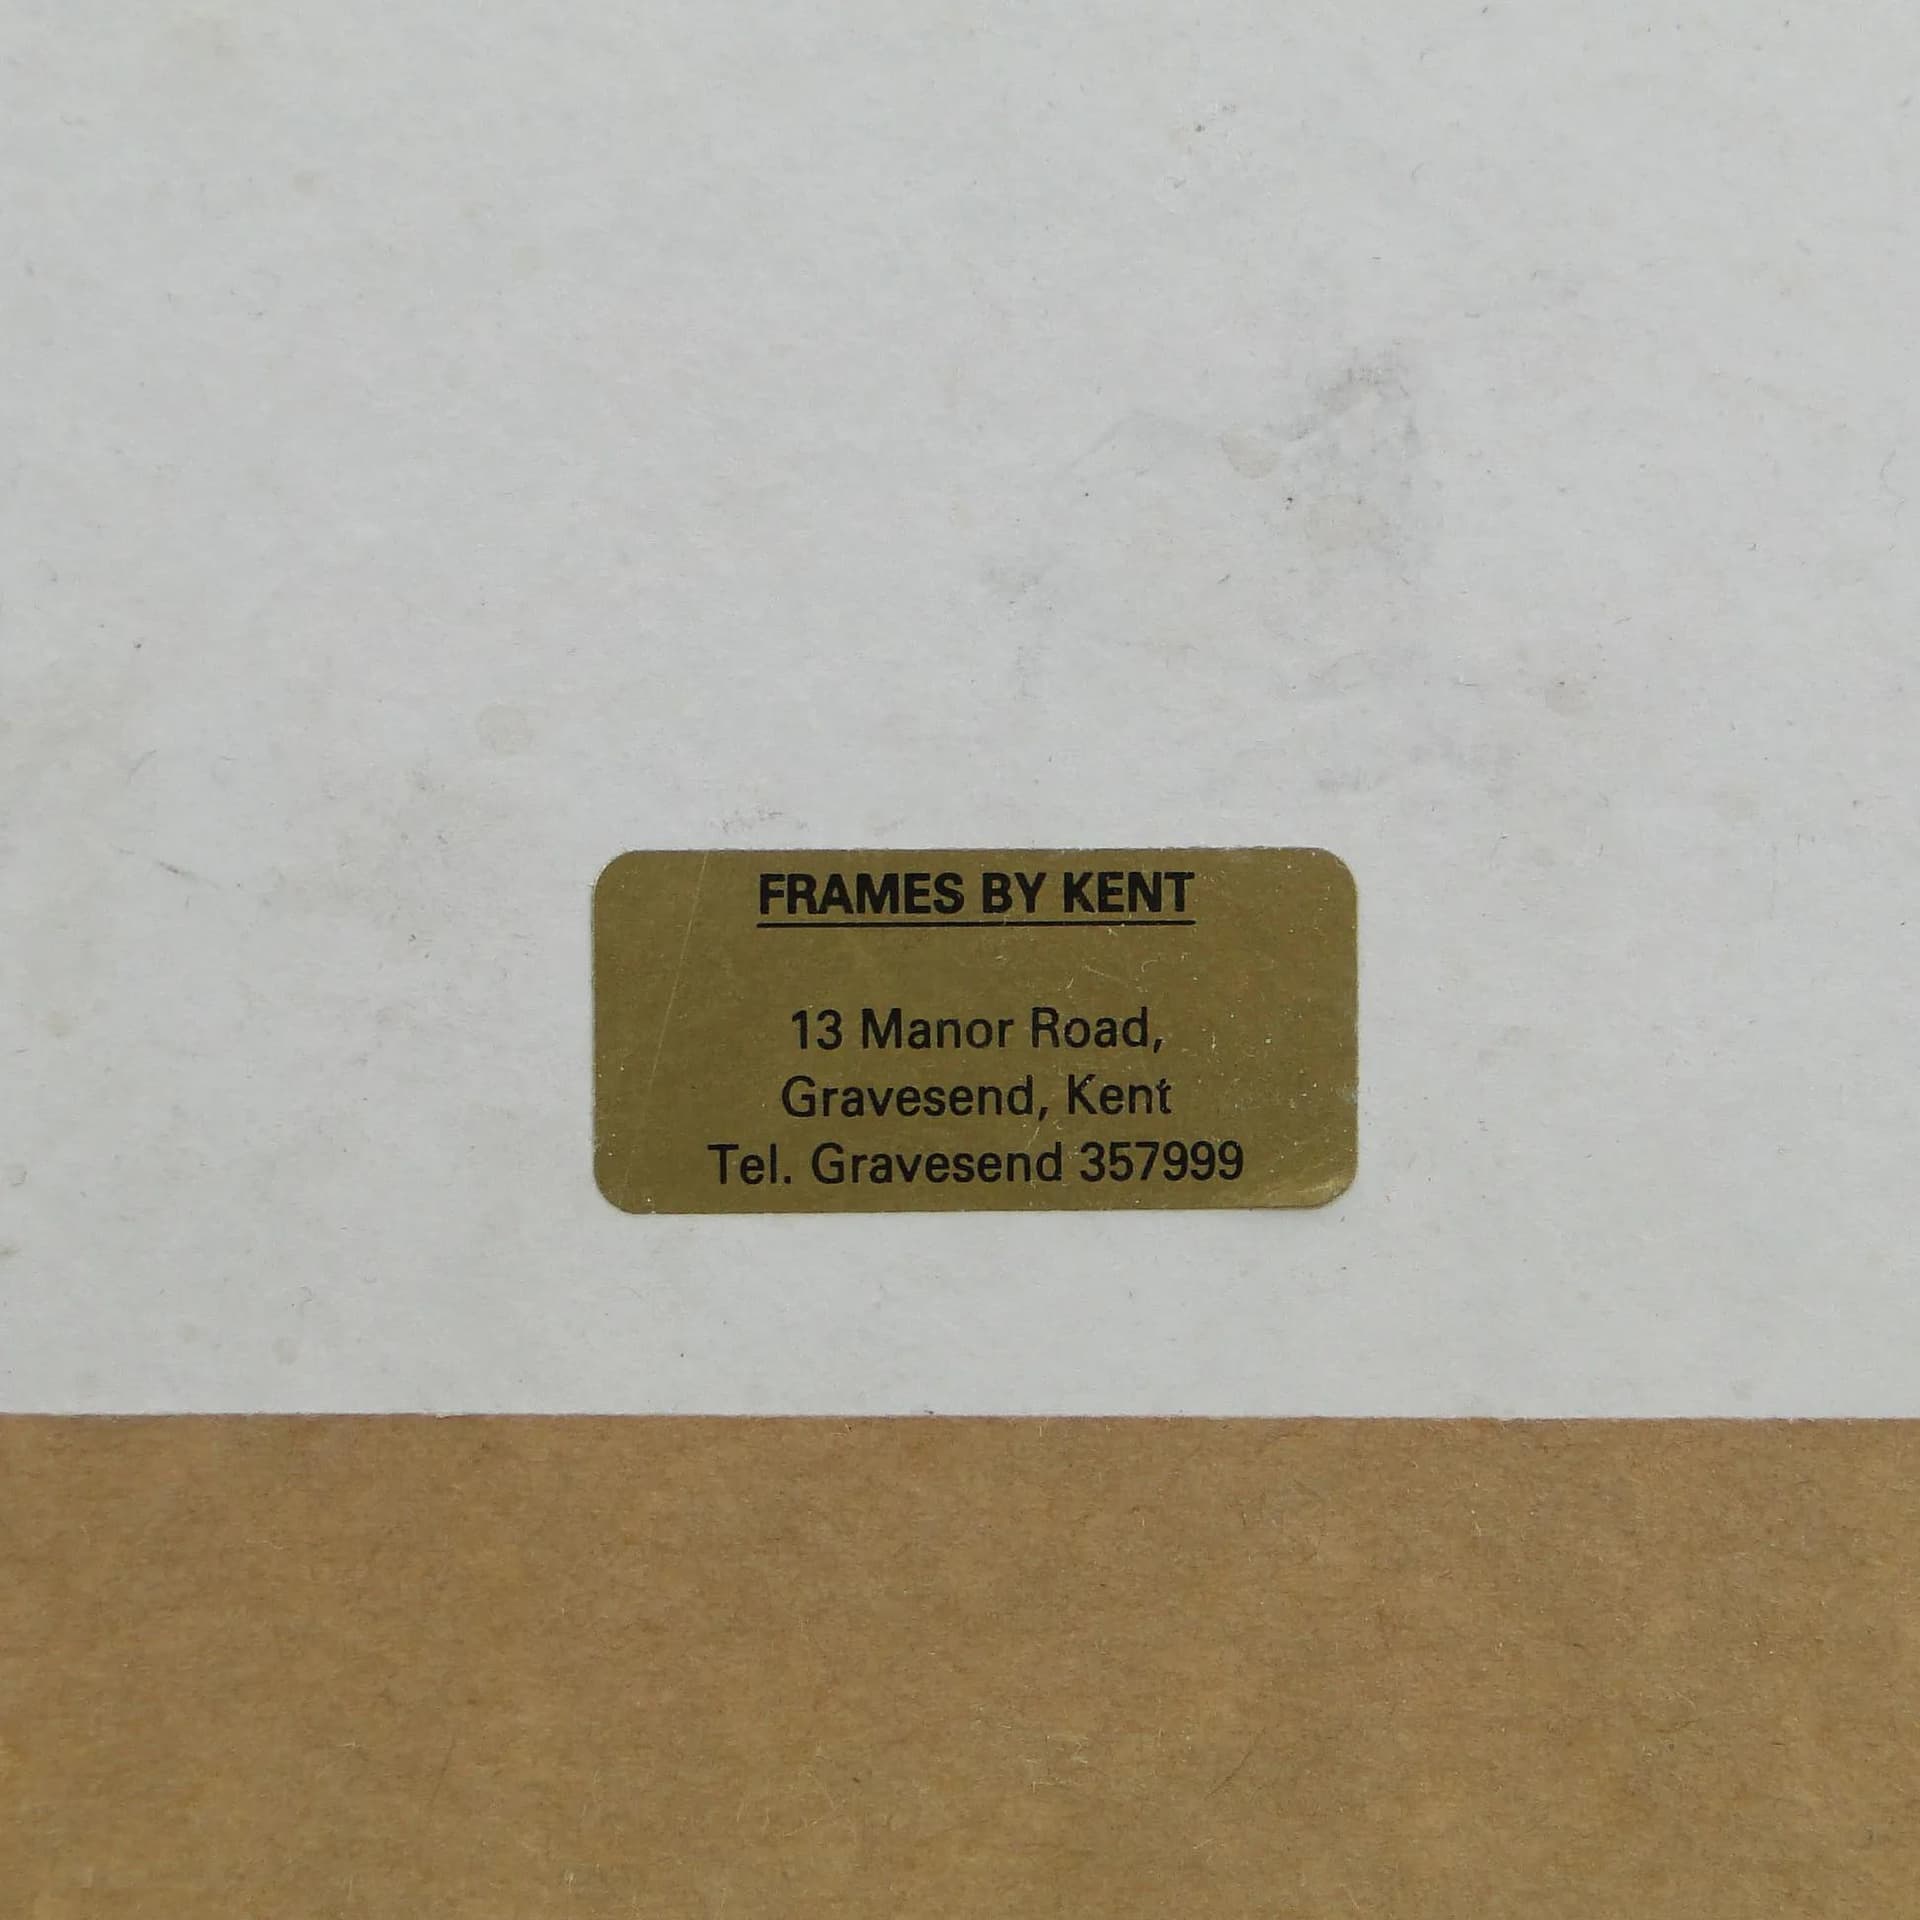 FRAMES BY KENT
13 Manor Road,
Gravesend, Kent
Tel. Gravesend 357999